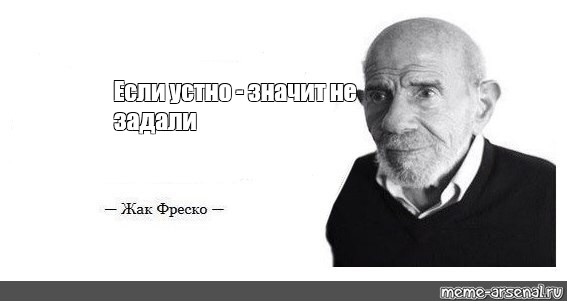 Если устно - значит не
задали
— Жак Фреско —
meme-arsenal.ru